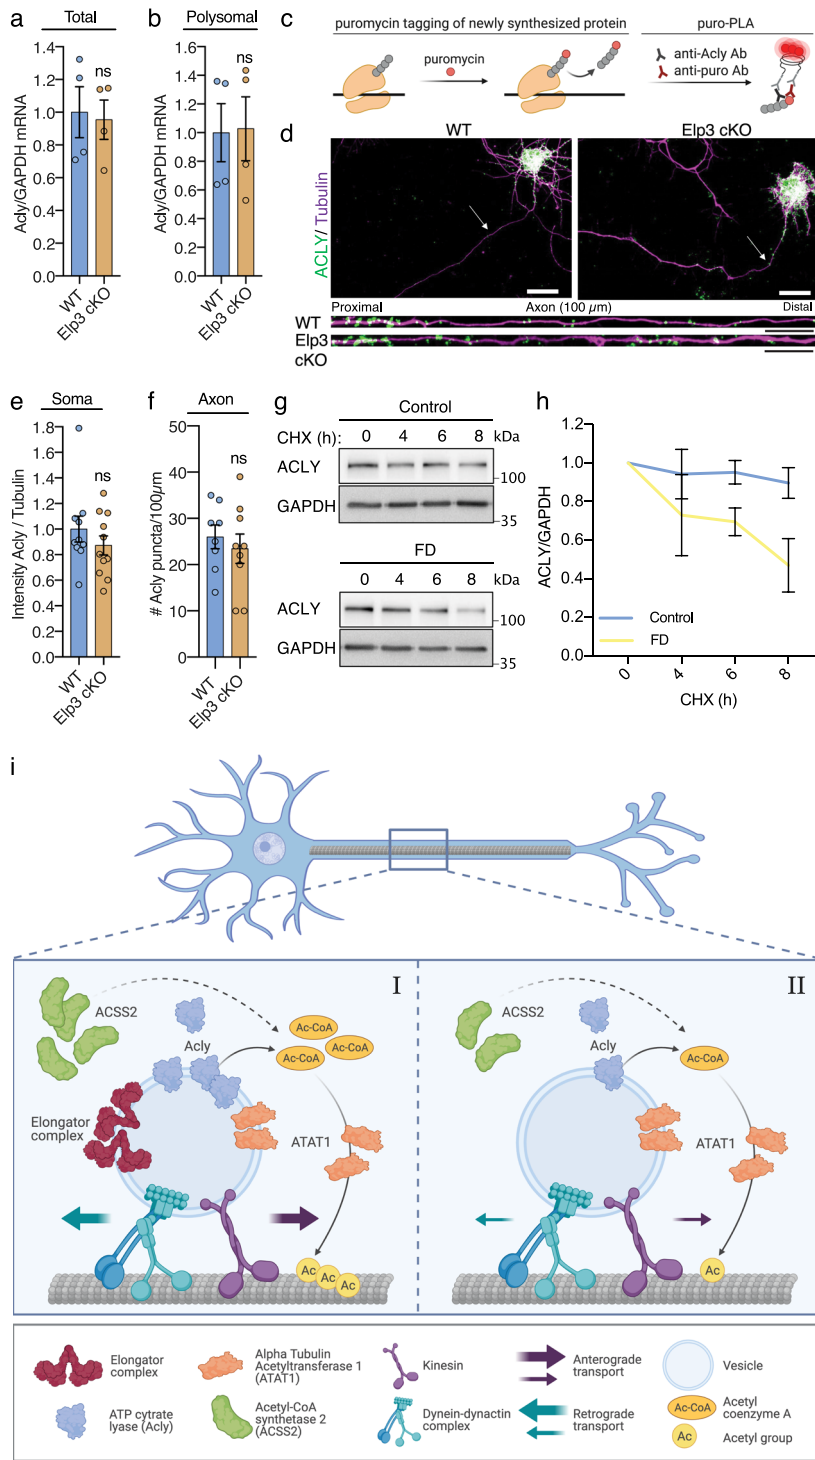 a
Total
Acly/GAPDH mRNA
1.4
1.2
1.0
0.8
0.6
0.4
0.2
0.0
ns
WT
Elp3 cKO
b
Polysomal
Acly/GAPDH mRNA
1.6
1.4
1.2
1.0
0.8
0.6
0.4
0.2
0.0
ns
WT
Elp3 cKO
c
puromycin tagging of newly synthesized protein
puro-PLA
puromycin
anti-Acly Ab
anti-puro Ab
d
WT
Elp3 cKO
ACLY/ Tubulin
Proximal
Axon (100 µm)
Distal
WT
Elp3
cKO
e
Soma
Intensity Acly / Tubulin
2.0
1.8
1.6
1.4
1.2
1.0
0.8
0.6
0.4
0.2
0.0
ns
WT
Elp3 cKO
f
Axon
# Acly puncta/100µm
50
40
30
20
10
0
ns
WT
Elp3 cKO
g
Control
CHX (h):
0
4
6
8
kDa
ACLY
100
GAPDH
35
FD
0
4
6
8
kDa
ACLY
100
GAPDH
35
h
ACLY/GAPDH
1.2
1.0
0.8
0.6
0.4
0.2
0.0
Control
FD
0
4
6
8
CHX (h)
i
I
ACSS2
Acly
Ac-CoA
Ac-CoA
Ac-CoA
Elongator
complex
ATAT1
Ac
Ac
Ac
II
ACSS2
Acly
Ac-CoA
ATAT1
Ac
Elongator
complex
Alpha Tubulin
Acetyltransferase 1
(ATAT1)
Kinesin
Anterograde
transport
Vesicle
ATP cytrate
lyase (Acly)
Acetyl-CoA
synthetase 2
(ACSS2)
Dynein-dynactin
complex
Retrograde
transport
Ac-CoA
Acetyl
coenzyme A
Ac
Acetyl group